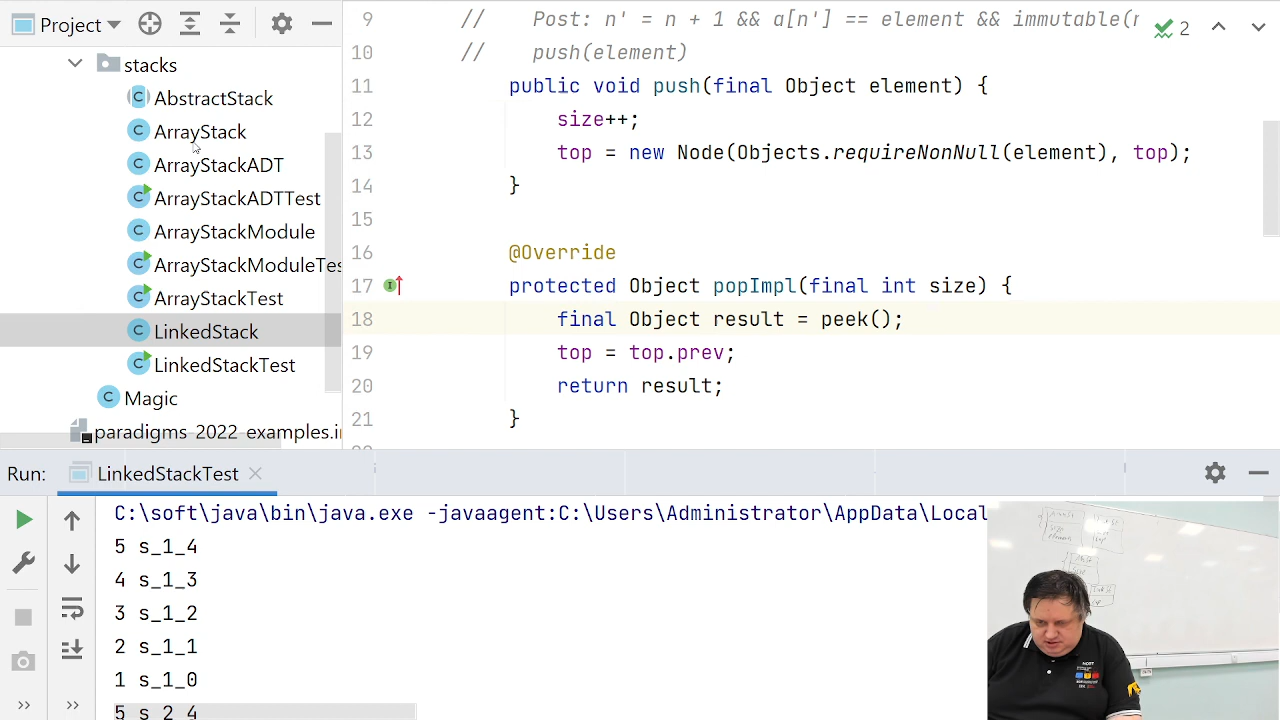 Project
stacks
AbstractStack
ArrayStack
ArrayStackADT
ArrayStackADTTest
ArrayStackModule
ArrayStackModuleTes
ArrayStackTest
LinkedStack
LinkedStackTest
Magic
paradigms-2022-examples.i
2
9 // Post: n' = n + 1 && a[n'] == element && immutable(
10 // push(element)
11 public void push(final Object element) {
12 size++;
13 top = new Node(Objects.requireNonNull(element), top);
14 }
15
16 @Override
17 protected Object popImpl(final int size) {
18 final Object result = peek();
19 top = top.prev;
20 return result;
21 }
Run: LinkedStackTest
C:\soft\java\bin\java.exe -javaagent:C:\Users\Administrator\AppData\Local
5 s_1_4
4 s_1_3
3 s_1_2
2 s_1_1
1 s_1_0
5 s_2_4